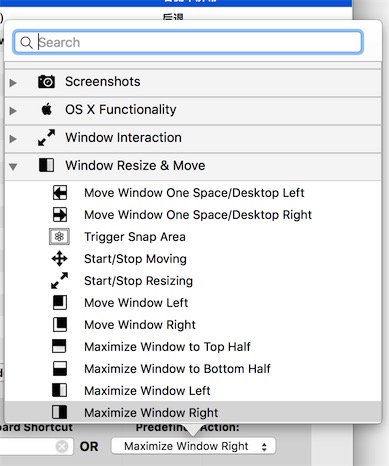 后退
Search
Screenshots
OS X Functionality
Window Interaction
Window Resize & Move
Move Window One Space/Desktop Left
Move Window One Space/Desktop Right
Trigger Snap Area
Start/Stop Moving
Start/Stop Resizing
Move Window Left
Move Window Right
Maximize Window to Top Half
Maximize Window to Bottom Half
Maximize Window Left
Maximize Window Right
oard Shortcut Predefin Action:
OR Maximize Window Right